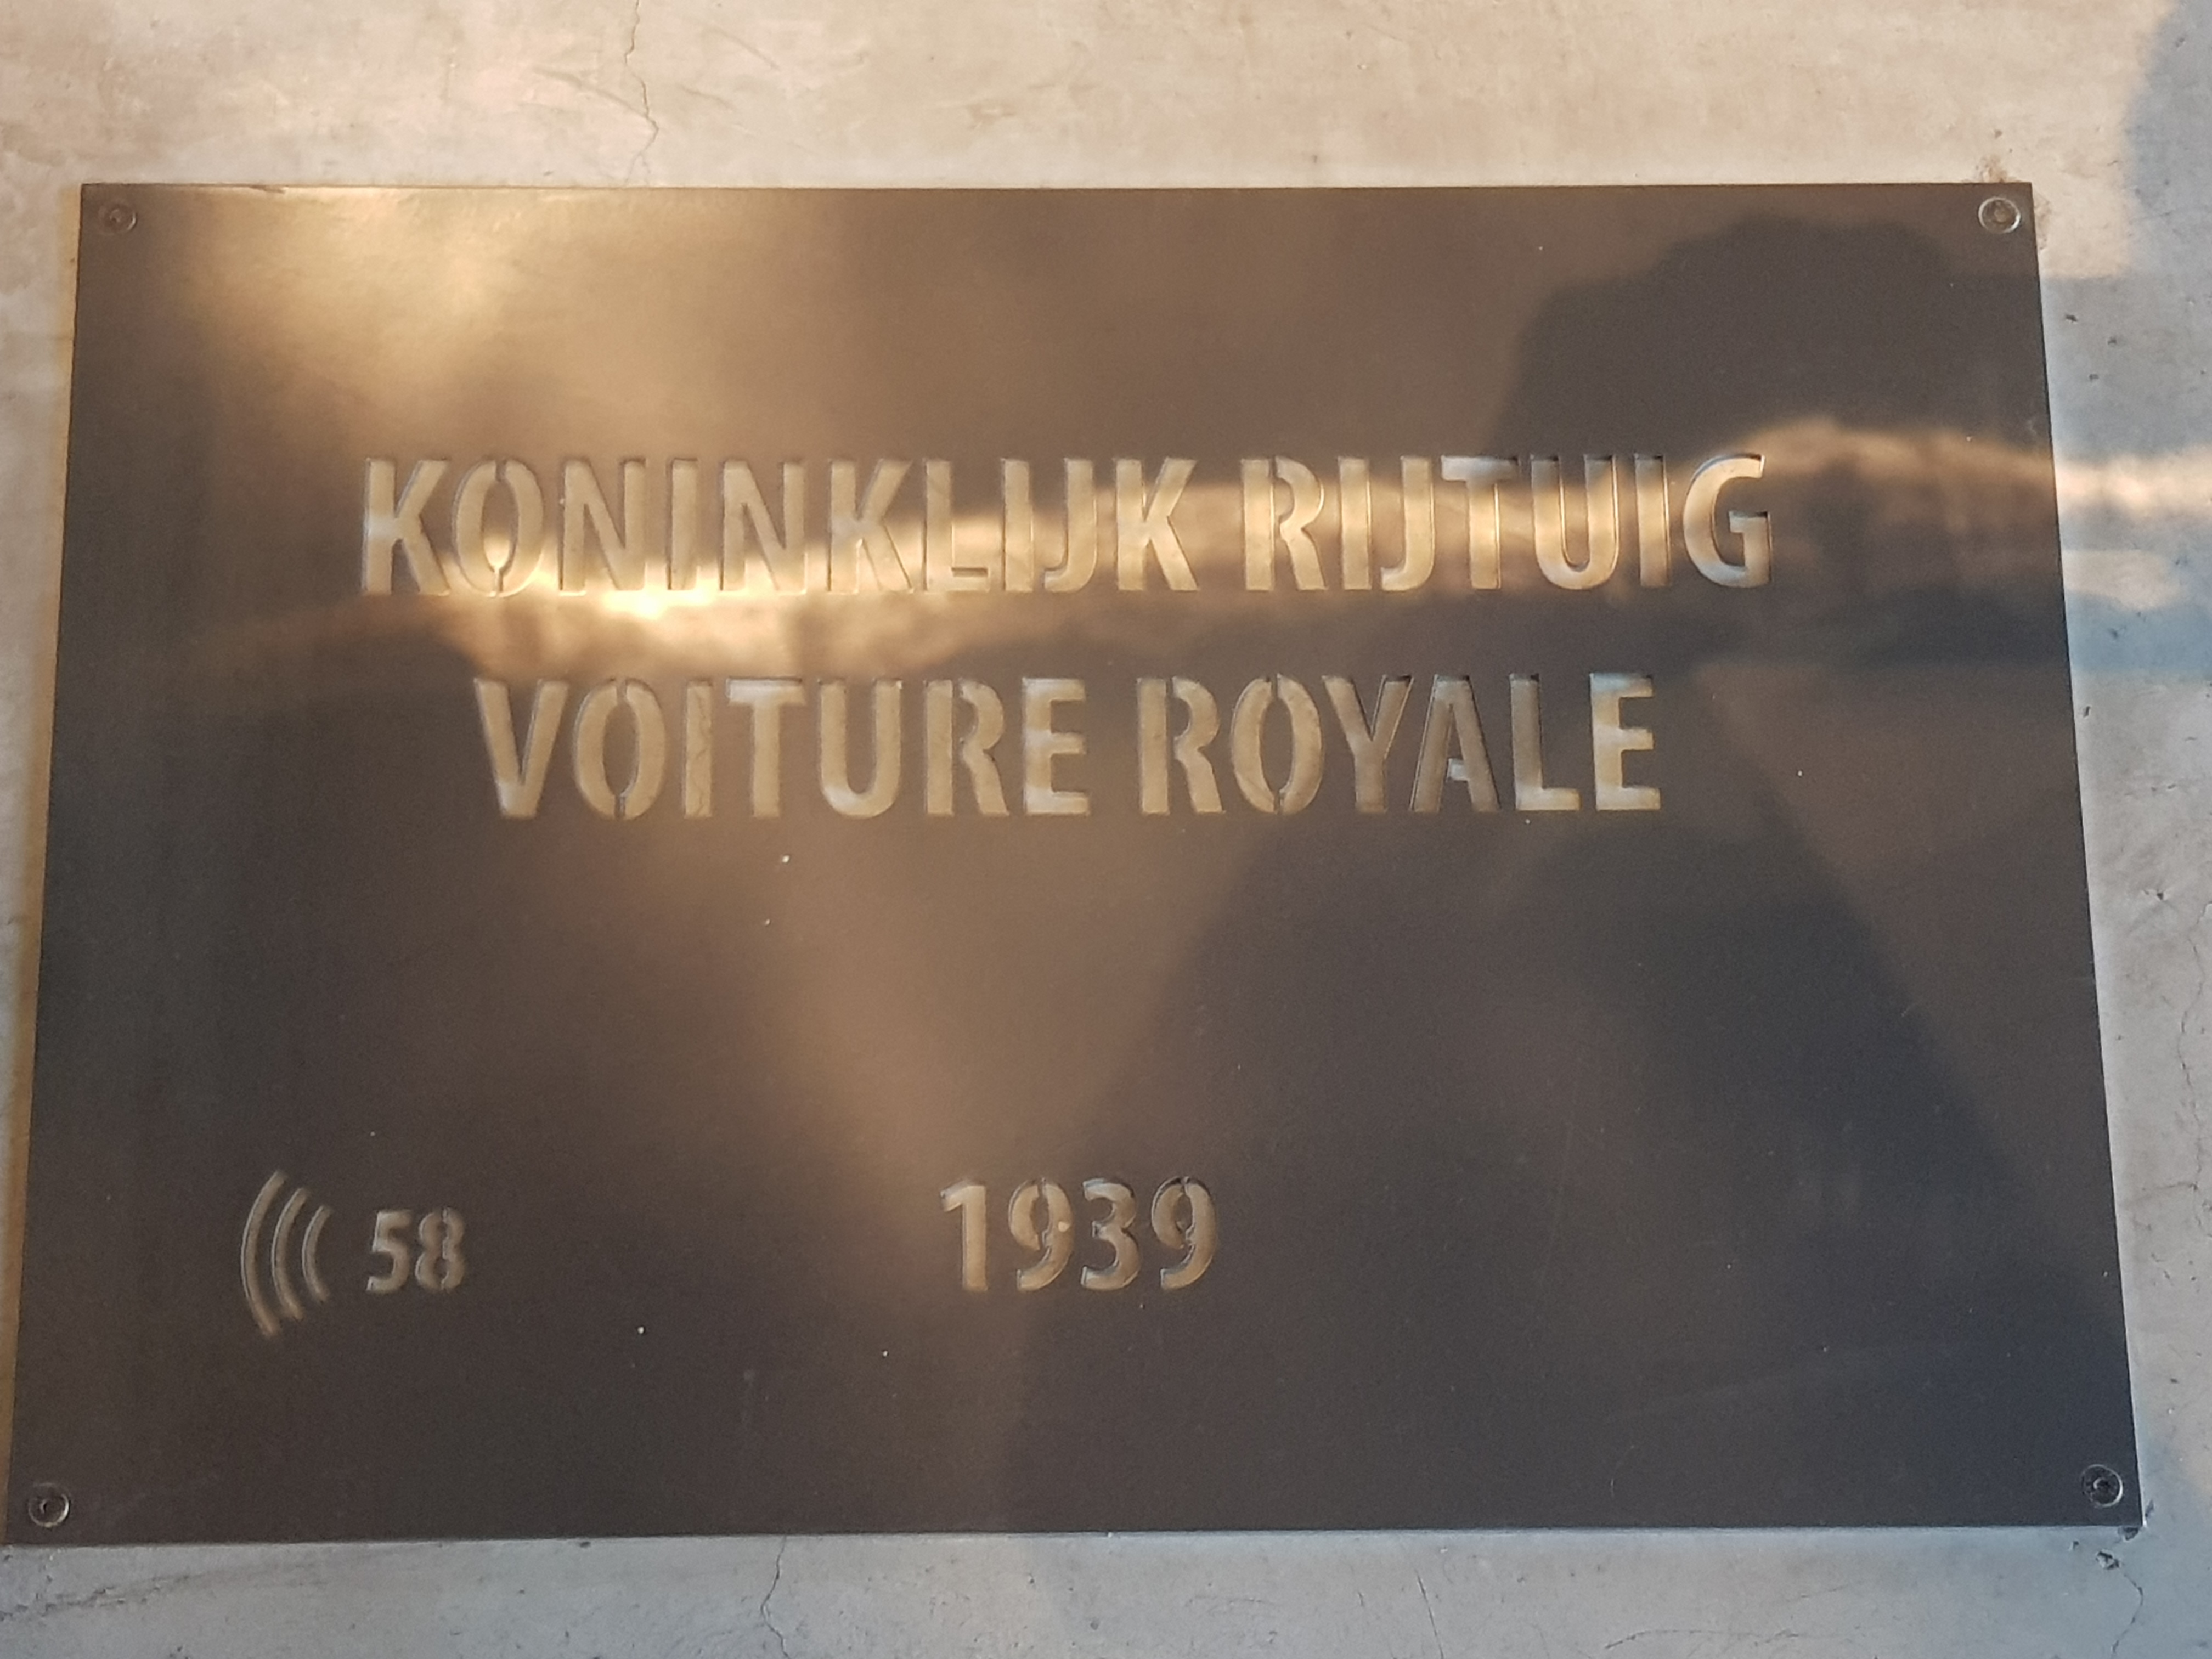 KONINKLIJK RIJTUIG
VOITURE ROYALE
58
1939